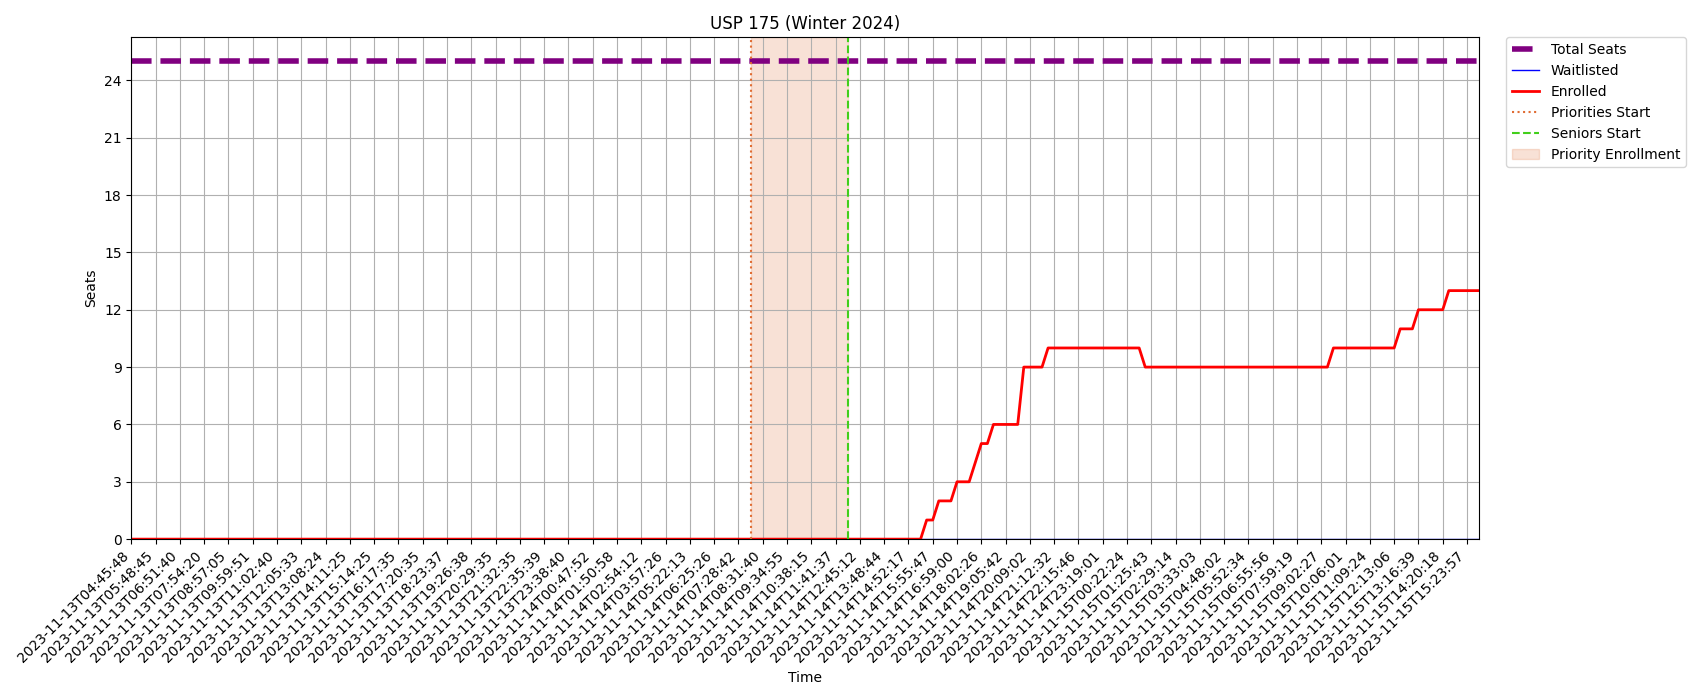 USP 175 (Winter 2024)
Total Seats
Waitlisted
Enrolled
Priorities Start
Seniors Start
Priority Enrollment
24
21
18
15
12
9
6
3
0
Seats
2023-11-13T04:45:48
2023-11-13T05:48:45
2023-11-13T06:51:40
2023-11-13T07:54:20
2023-11-13T08:57:05
2023-11-13T09:59:51
2023-11-13T11:02:40
2023-11-13T12:05:33
2023-11-13T13:08:24
2023-11-13T14:11:25
2023-11-13T15:14:25
2023-11-13T16:17:35
2023-11-13T17:20:35
2023-11-13T18:23:37
2023-11-13T19:26:38
2023-11-13T20:29:35
2023-11-13T21:32:35
2023-11-13T22:35:39
2023-11-13T23:38:40
2023-11-14T00:47:52
2023-11-14T01:50:58
2023-11-14T02:54:12
2023-11-14T03:57:26
2023-11-14T05:22:13
2023-11-14T06:25:26
2023-11-14T07:28:42
2023-11-14T08:31:40
2023-11-14T09:34:55
2023-11-14T10:38:15
2023-11-14T11:41:37
2023-11-14T12:45:12
2023-11-14T13:48:44
2023-11-14T14:52:17
2023-11-14T15:55:47
2023-11-14T16:59:00
2023-11-14T18:02:26
2023-11-14T19:05:42
2023-11-14T20:09:02
2023-11-14T21:12:32
2023-11-14T22:15:46
2023-11-14T23:19:01
2023-11-15T00:22:24
2023-11-15T01:25:43
2023-11-15T02:29:14
2023-11-15T03:33:03
2023-11-15T04:48:02
2023-11-15T05:52:34
2023-11-15T06:55:56
2023-11-15T07:59:19
2023-11-15T09:02:27
2023-11-15T10:06:01
2023-11-15T11:09:24
2023-11-15T12:13:06
2023-11-15T13:16:39
2023-11-15T14:20:18
2023-11-15T15:23:57
Time